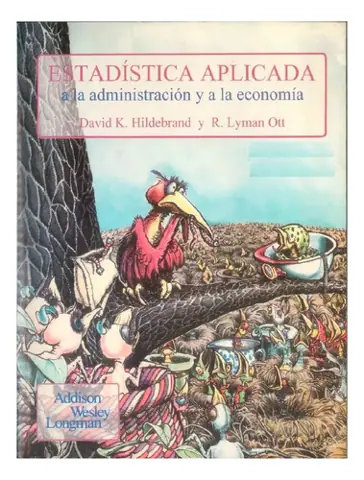 ESTADÍSTICA APLICADA
a la administración y a la economía
David K. Hildebrand y R. Lyman Ott
Addison
Wesley
Longman